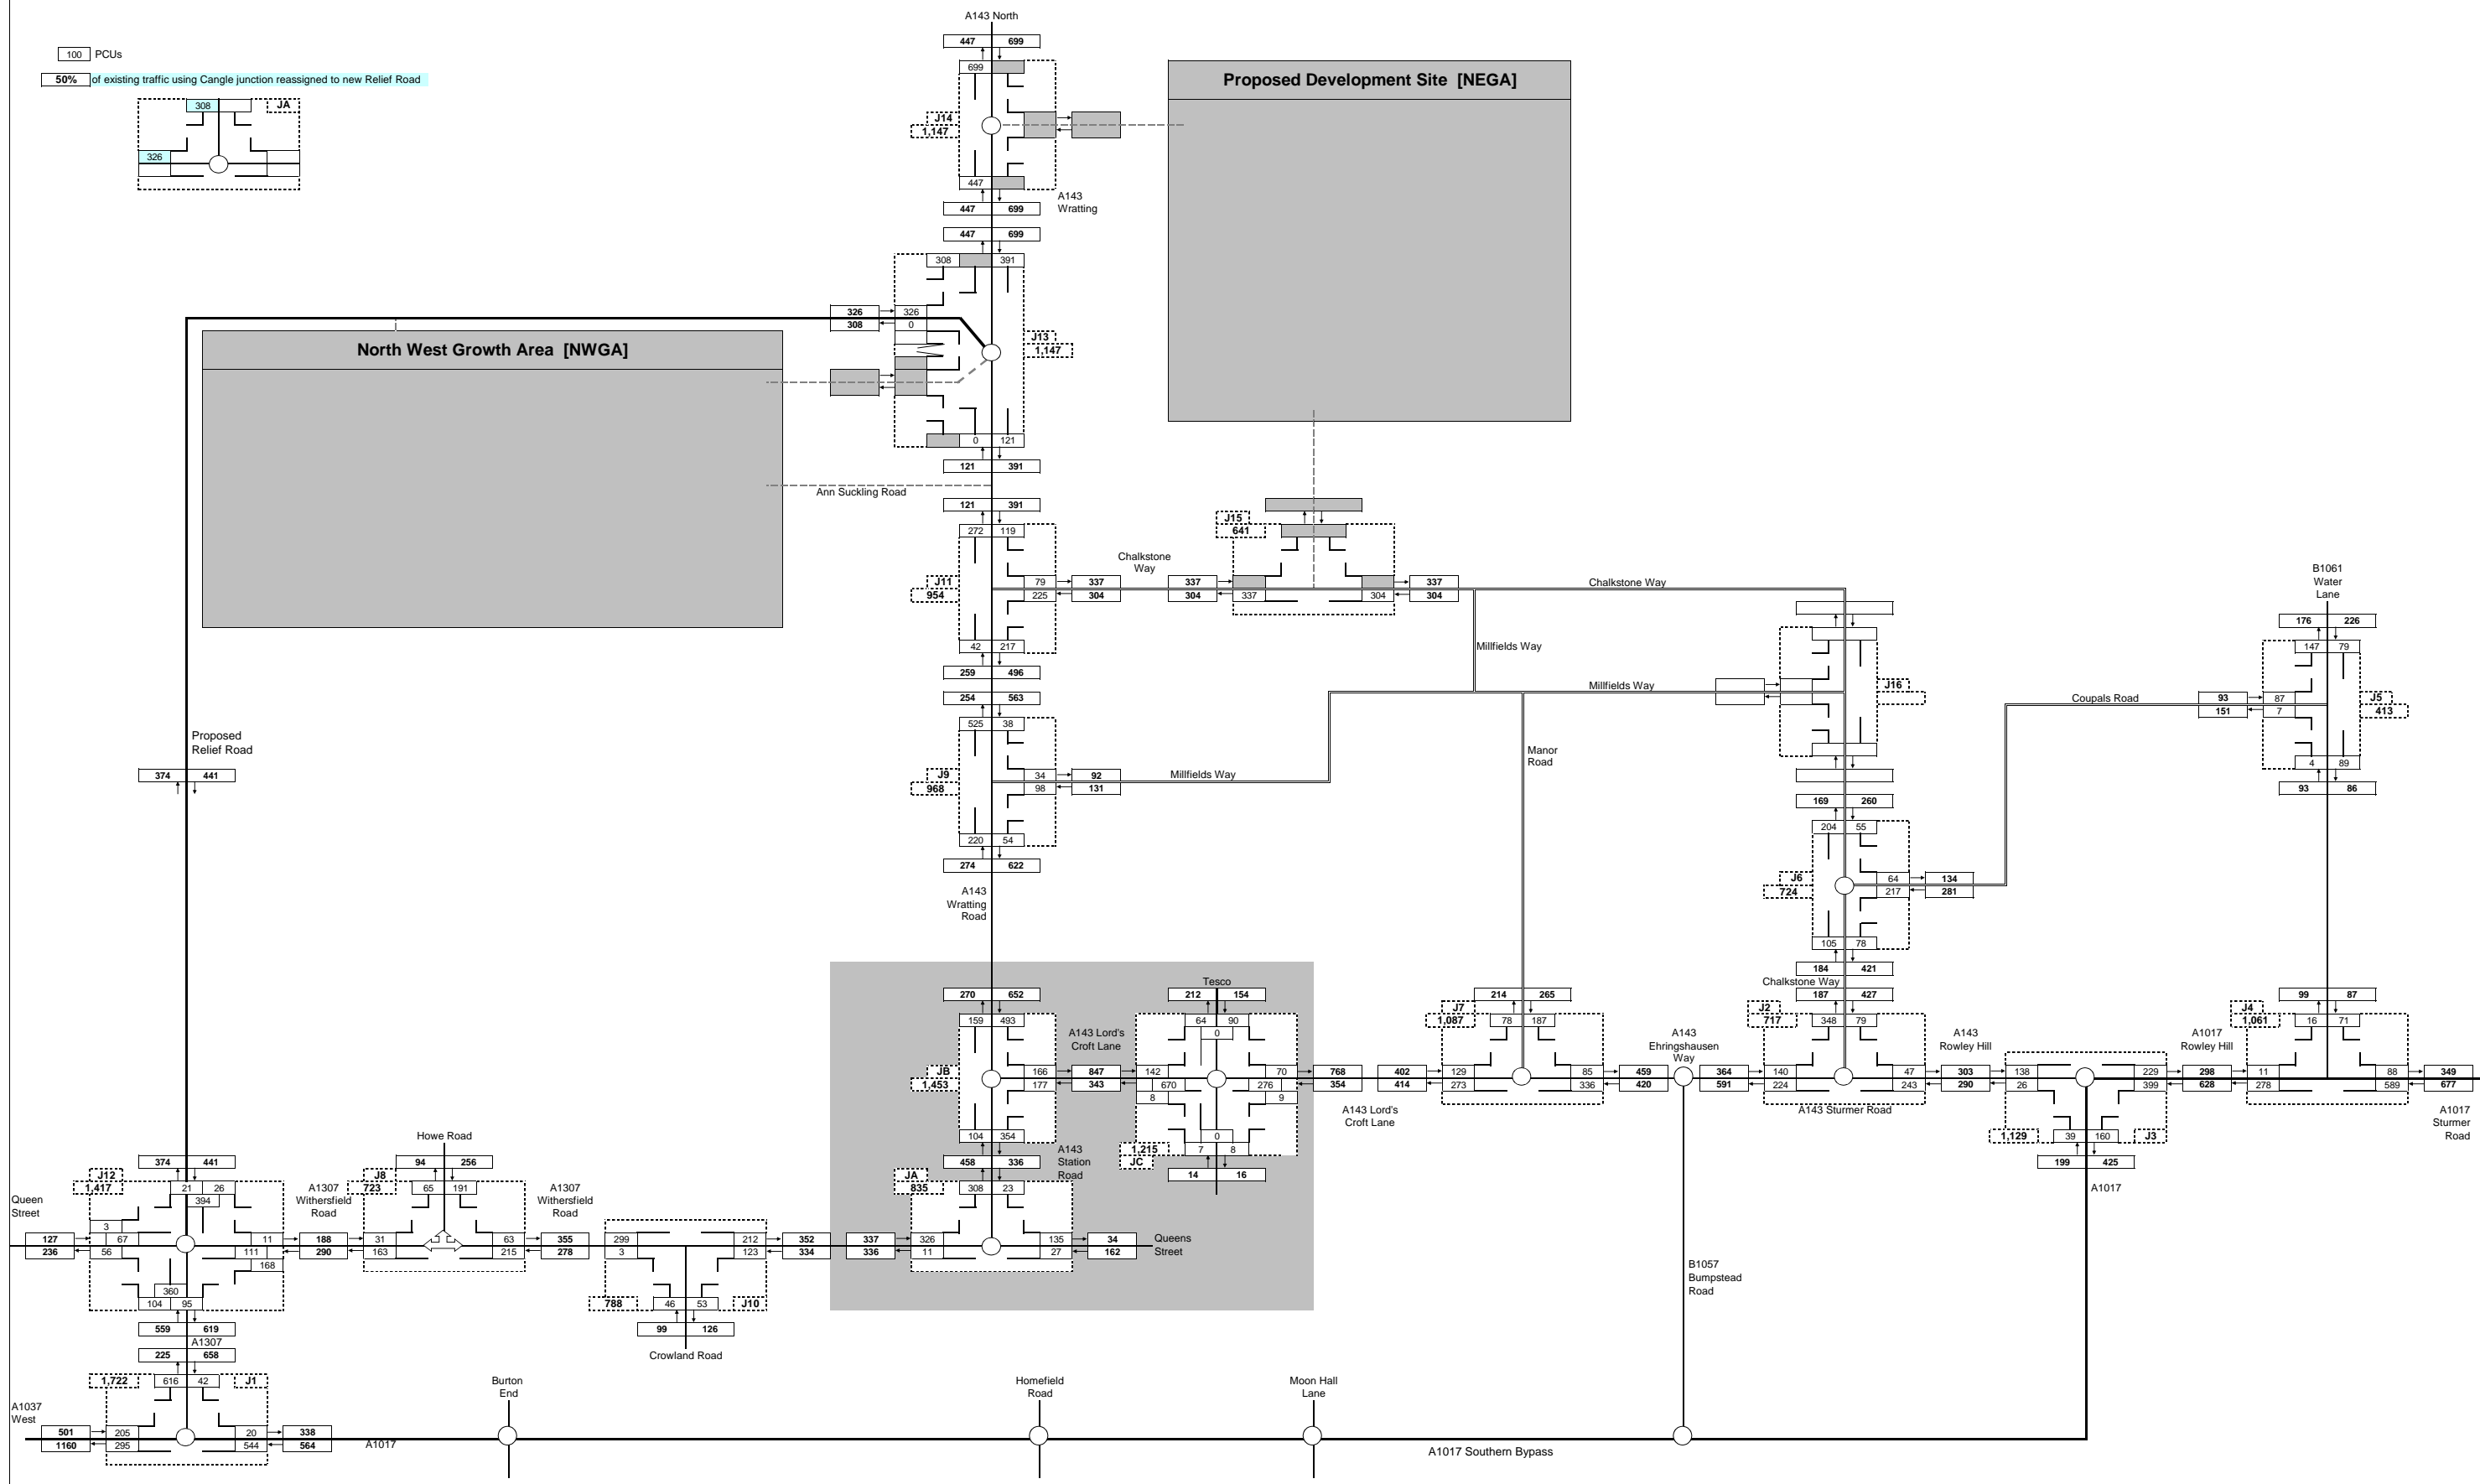 A143 North
447 699
100 PCUs
50% of existing traffic using Cangle junction reassigned to new Relief Road
308 JA
326
699
J14
1,147
447
A143
Wratting
447 699
Proposed Development Site [NEGA]
447 699
308 391
326 326
308 0
J13
1,147
0 121
121 391
North West Growth Area [NWGA]
Ann Suckling Road
121 391
272 119
J11
954
79 337
225 304
42 217
259 496
Chalkstone
Way
J15
641
337 337
304 337 304 304
Chalkstone Way
Millfields Way
Millfields Way
J16
B1061
Water
Lane
176 226
147 79
93 87
151 7
J5
413
Coupals Road
4 89
93 86
254 563
525 38
J9
968
34 92
98 131
Millfields Way
220 54
274 622
Manor
Road
Proposed
Relief Road
374 441
169 260
204 55
J6
724
64 134
217 281
105 78
184 421
Chalkstone Way
A143
Wratting
Road
270 652
159 493
JB
1,453
166 847
177 343
A143 Lord's
Croft Lane
104 354
458 336
A143
Station
Road
Tesco
212 154
64 90
0
142 70 768
670 276 354
8 9
0
7 8
1,215
JC
14 16
A143 Lord's
Croft Lane
214 265
J7
1,087
78 187
402 129 85 459
414 273 336 420
A143
Ehringshausen
Way
187 427
J2
717
348 79
364 140 47 303
591 224 243 290
A143 Sturmer Road
A143
Rowley Hill
138 229 298
26 399 628
1,129 39 160 J3
199 425
A1017
A1017
Rowley Hill
99 87
J4
1,061
16 71
11 88 349
278 589 677
A1017
Sturmer
Road
374 441
J12
1,417
21 26
394
Queen
Street
3
127 67 11 188
236 56 111 290
168
360
104 95
559 619
A1307
A1307
Withersfield
Road
Howe Road
94 256
J8
723
65 191
31 63 355
163 215 278
A1307
Withersfield
Road
299 212 352
3 123 334
788 46 53 J10
99 126
Crowland Road
JA
835
308 23
337 326 135 34
336 11 27 162
Queens
Street
B1057
Bumpstead
Road
225 658
1,722 616 42 J1
A1037
West
501 205 20 338
1160 295 544 564
A1017
Burton
End
Homefield
Road
Moon Hall
Lane
A1017 Southern Bypass